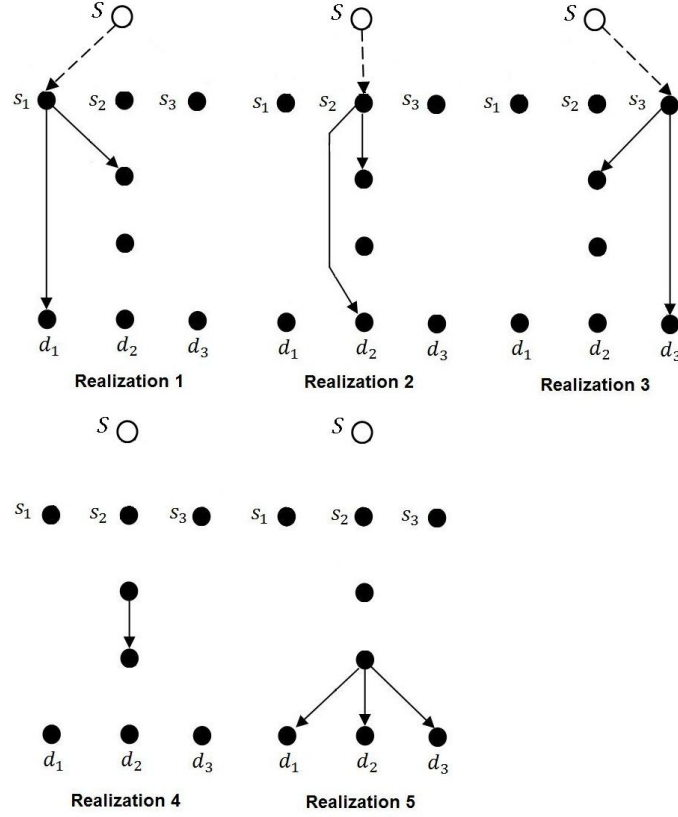 S S S
s₁ s₂ s₃ s₁ s₂ s₃ s₁ s₂ s₃
d₁ d₂ d₃ d₁ d₂ d₃ d₁ d₂ d₃
Realization 1 Realization 2 Realization 3
S S
s₁ s₂ s₃ s₁ s₂ s₃
d₁ d₂ d₃ d₁ d₂ d₃
Realization 4 Realization 5